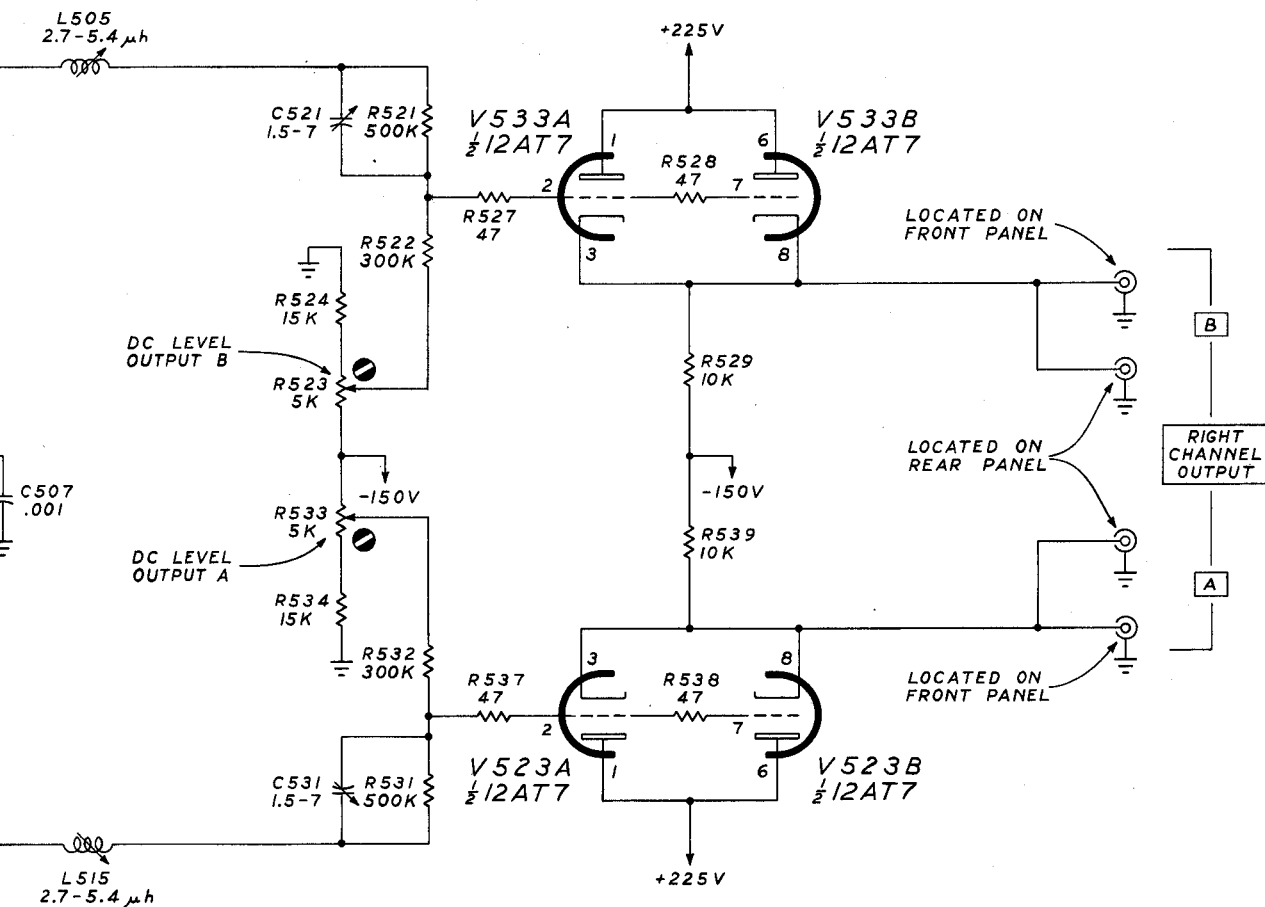 L505
2.7-5.4 µh
+225V
C521
1.5-7
R521
500K
V533A
½ 12AT7
1
6
V533B
½ 12AT7
R528
47
2
7
R527
47
3
8
R522
300K
LOCATED ON
FRONT PANEL
R524
15K
B
DC LEVEL
OUTPUT B
R523
5K
R529
10K
LOCATED ON
REAR PANEL
RIGHT
CHANNEL
OUTPUT
C507
.001
-150V
-150V
R533
5K
R539
10K
DC LEVEL
OUTPUT A
A
R534
15K
R532
300K
3
8
R537
47
R538
47
LOCATED ON
FRONT PANEL
2
7
C531
1.5-7
R531
500K
V523A
½ 12AT7
1
6
V523B
½ 12AT7
L515
2.7-5.4 µh
+225V